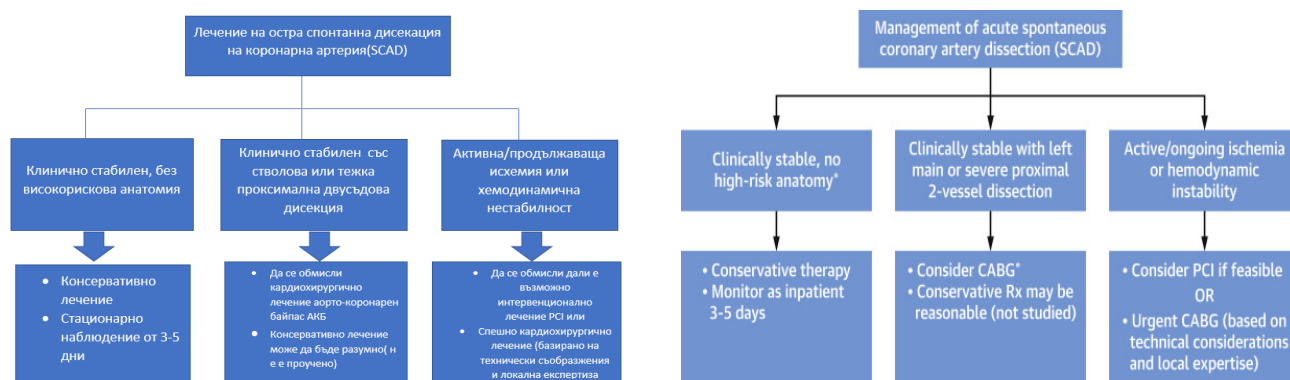 Лечение на остра спонтанна дисекация
на коронарна артерия(SCAD)
Клинично стабилен, без
високорискова анатомия
Клинично стабилен със
стволова или тежка
проксимална двусъдова
дисекция
Активна/продължаваща
исхемия или
хемодинамична
нестабилност
• Консервативно
лечение
• Стационарно
наблюдение от 3-5
дни
• Да се обмисли
кардиохирургично
лечение аорто-коронарен
байпас АКБ
• Консервативно лечение
може да бъде разумно( н
е е проучено)
• Да се обмисли дали е
възможно
интервенционално
лечение PCI или
• Спешно кардиохирургично
лечение (базирано на
технически съображзения
и локална експертиза
Management of acute spontaneous
coronary artery dissection (SCAD)
Clinically stable, no
high-risk anatomy*
Clinically stable with left
main or severe proximal
2-vessel dissection
Active/ongoing ischemia
or hemodynamic
instability
• Conservative therapy
• Monitor as inpatient
3-5 days
• Consider CABG*
• Conservative Rx may be
reasonable (not studied)
• Consider PCI if feasible
OR
• Urgent CABG (based on
technical considerations
and local expertise)